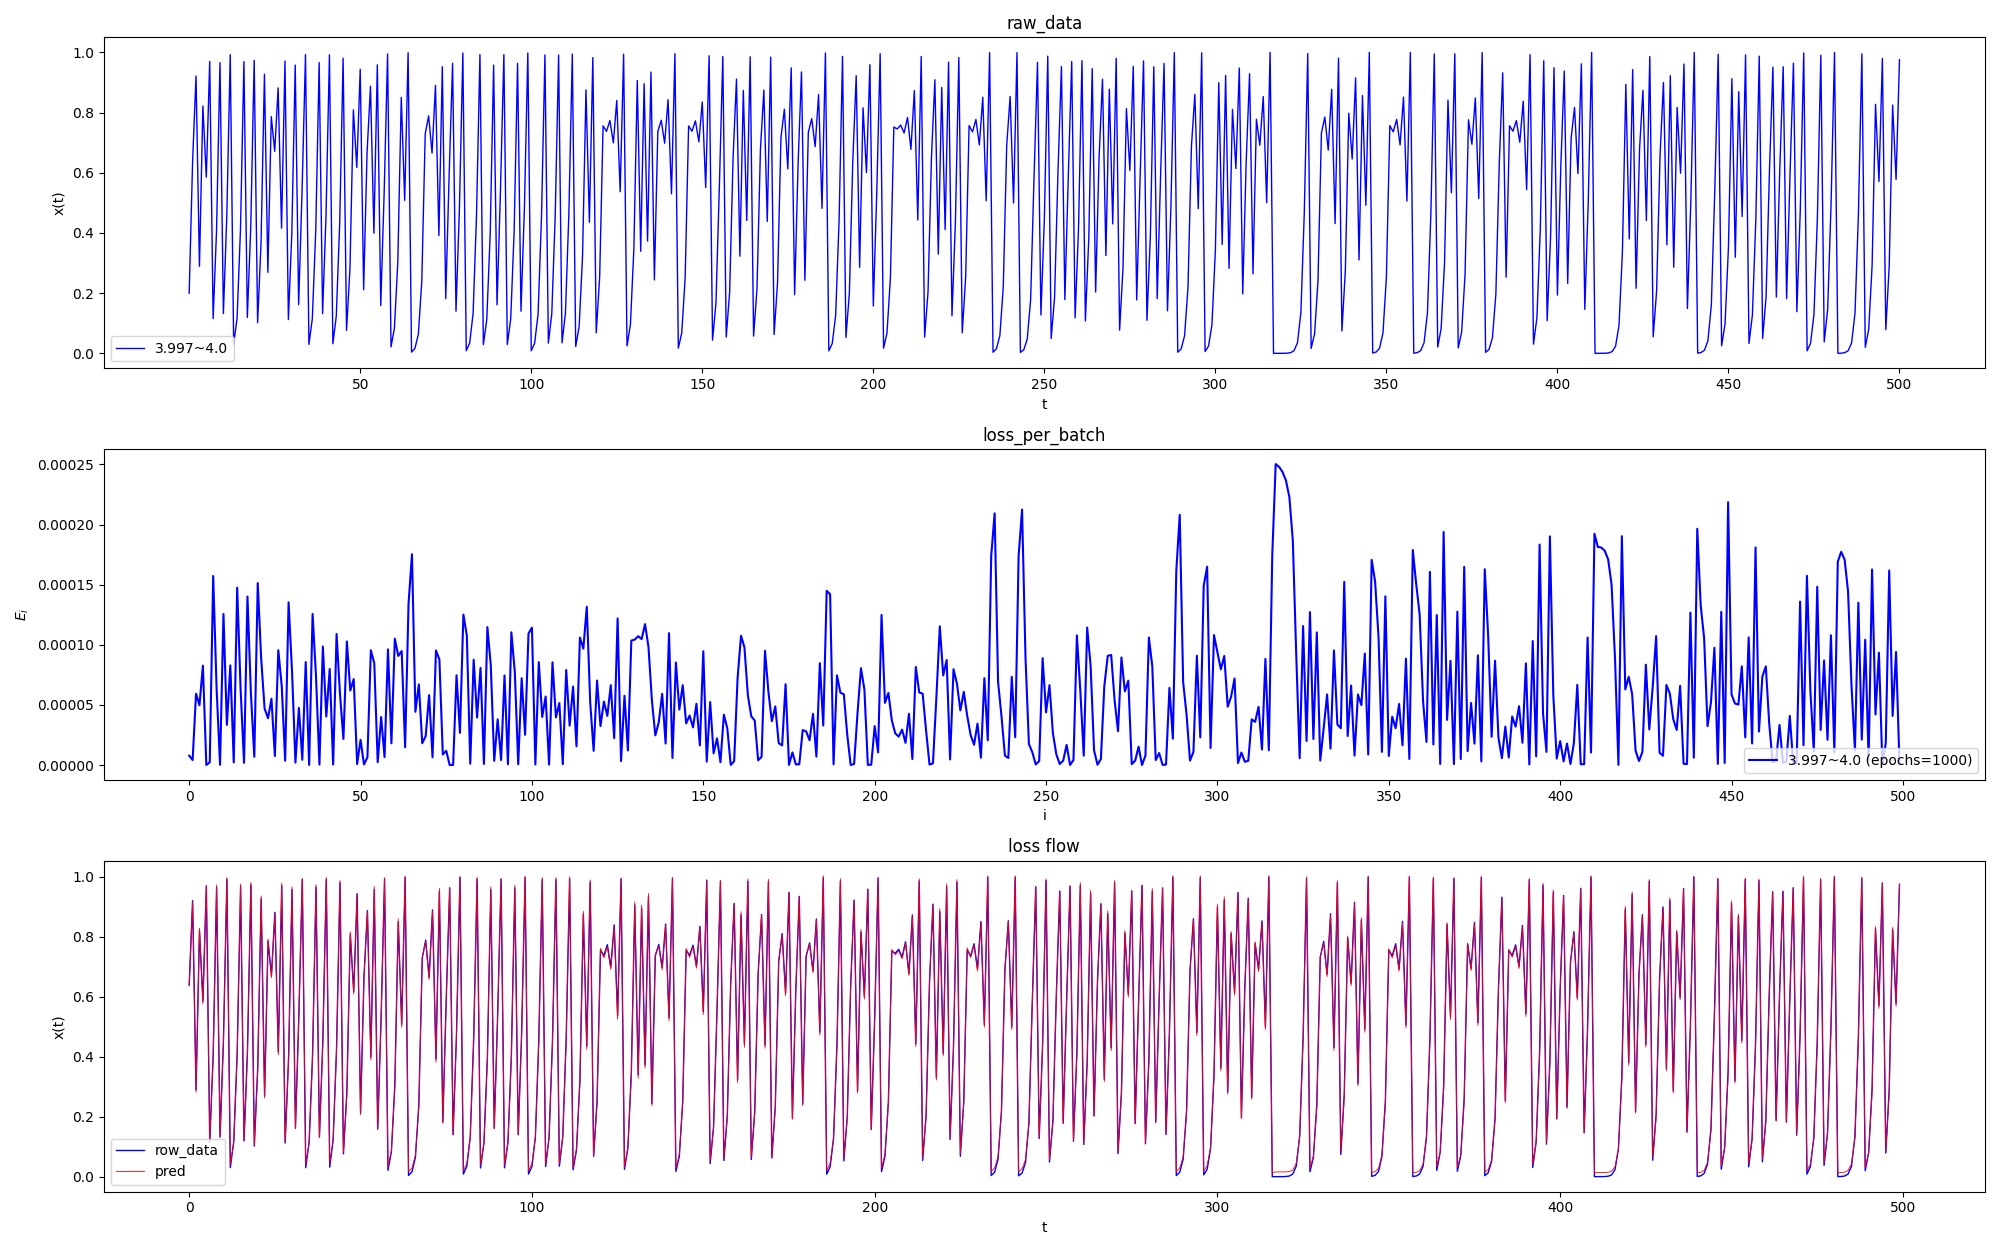 raw_data
1.0
0.8
0.6
0.4
0.2
0.0
x(t)
3.997~4.0
50 100 150 200 250 300 350 400 450 500
t
loss_per_batch
0.00025
0.00020
0.00015
0.00010
0.00005
0.00000
E_i
3.997~4.0 (epochs=1000)
0 50 100 150 200 250 300 350 400 450 500
i
loss flow
1.0
0.8
0.6
0.4
0.2
0.0
x(t)
row_data
pred
0 100 200 300 400 500
t